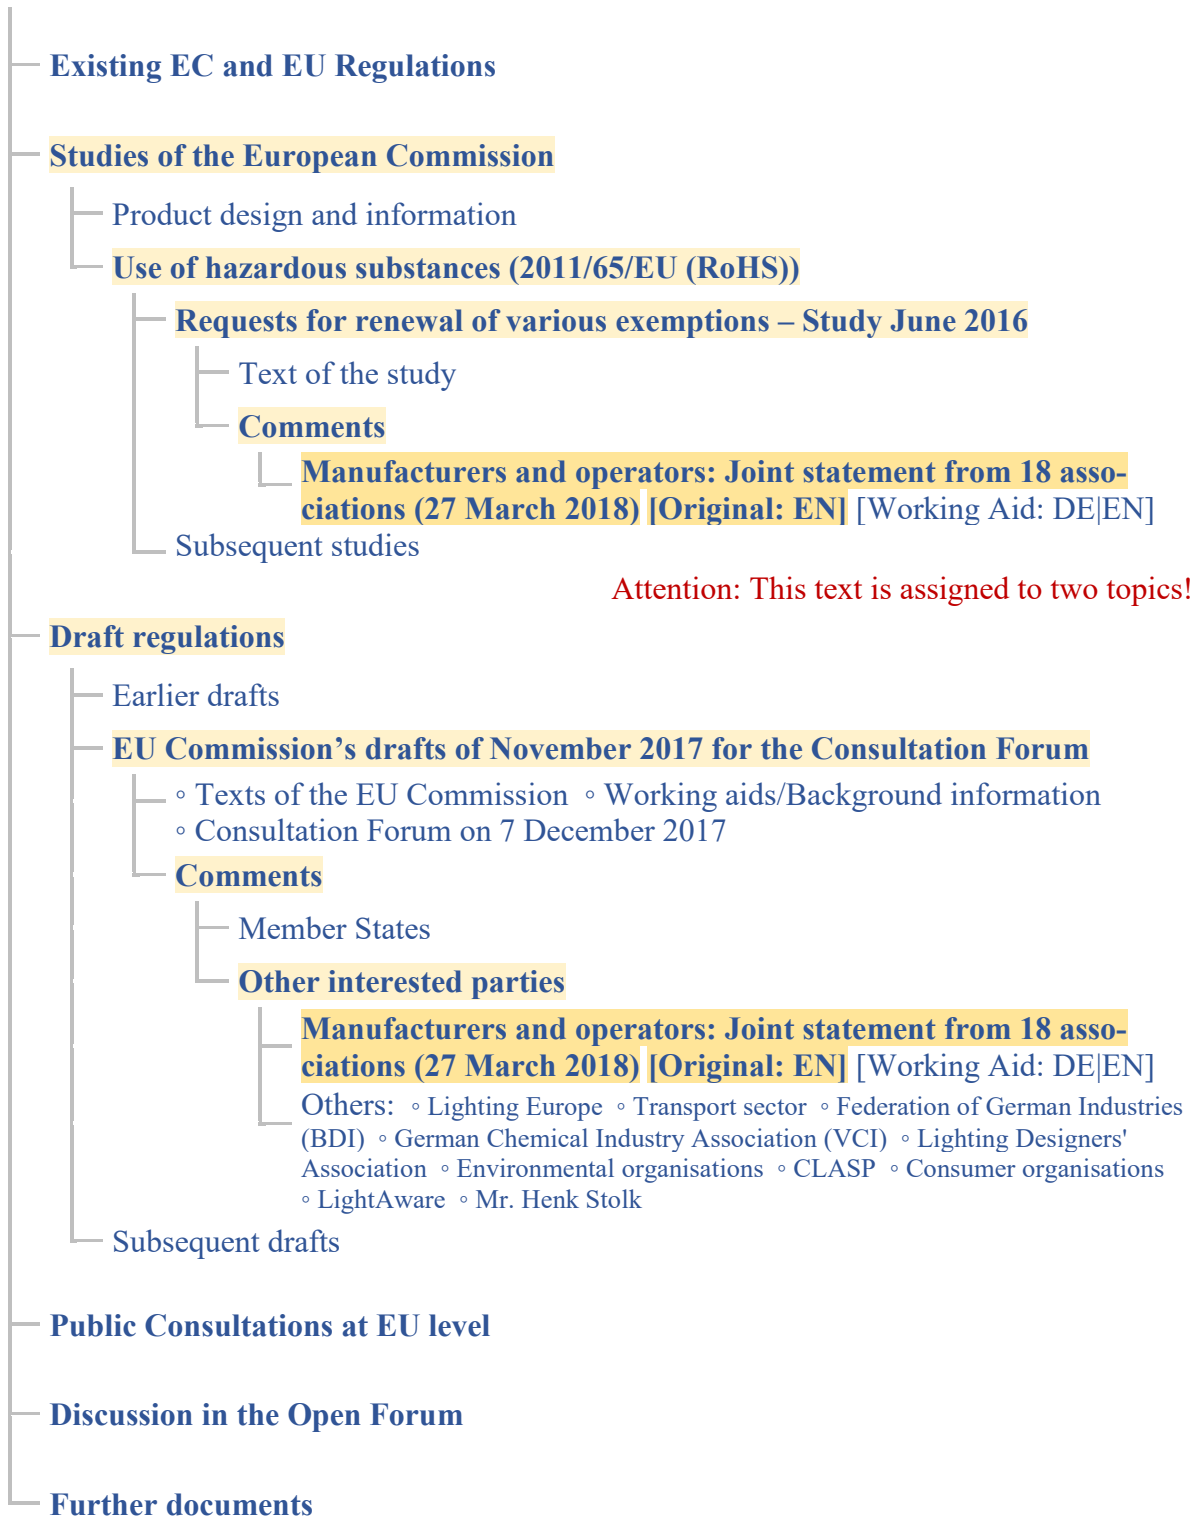 Existing EC and EU Regulations
Studies of the European Commission
Product design and information
Use of hazardous substances (2011/65/EU (RoHS))
Requests for renewal of various exemptions – Study June 2016
Text of the study
Comments
Manufacturers and operators: Joint statement from 18 asso-
ciations (27 March 2018) [Original: EN] [Working Aid: DE|EN]
Subsequent studies
Attention: This text is assigned to two topics!
Draft regulations
Earlier drafts
EU Commission’s drafts of November 2017 for the Consultation Forum
◦ Texts of the EU Commission ◦ Working aids/Background information
◦ Consultation Forum on 7 December 2017
Comments
Member States
Other interested parties
Manufacturers and operators: Joint statement from 18 asso-
ciations (27 March 2018) [Original: EN] [Working Aid: DE|EN]
Others: ◦ Lighting Europe ◦ Transport sector ◦ Federation of German Industries
(BDI) ◦ German Chemical Industry Association (VCI) ◦ Lighting Designers'
Association ◦ Environmental organisations ◦ CLASP ◦ Consumer organisations
◦ LightAware ◦ Mr. Henk Stolk
Subsequent drafts
Public Consultations at EU level
Discussion in the Open Forum
Further documents